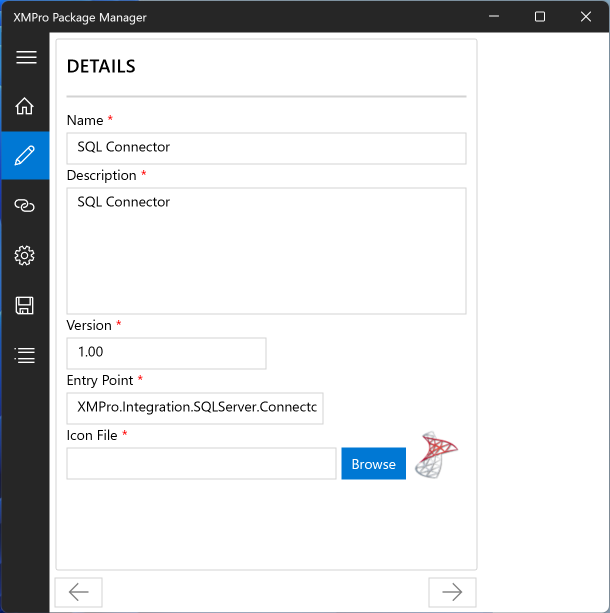 XMPro Package Manager
DETAILS
Name *
SQL Connector
Description *
SQL Connector
Version *
1.00
Entry Point *
XMPro.Integration.SQLServer.Connectc
Icon File *
Browse